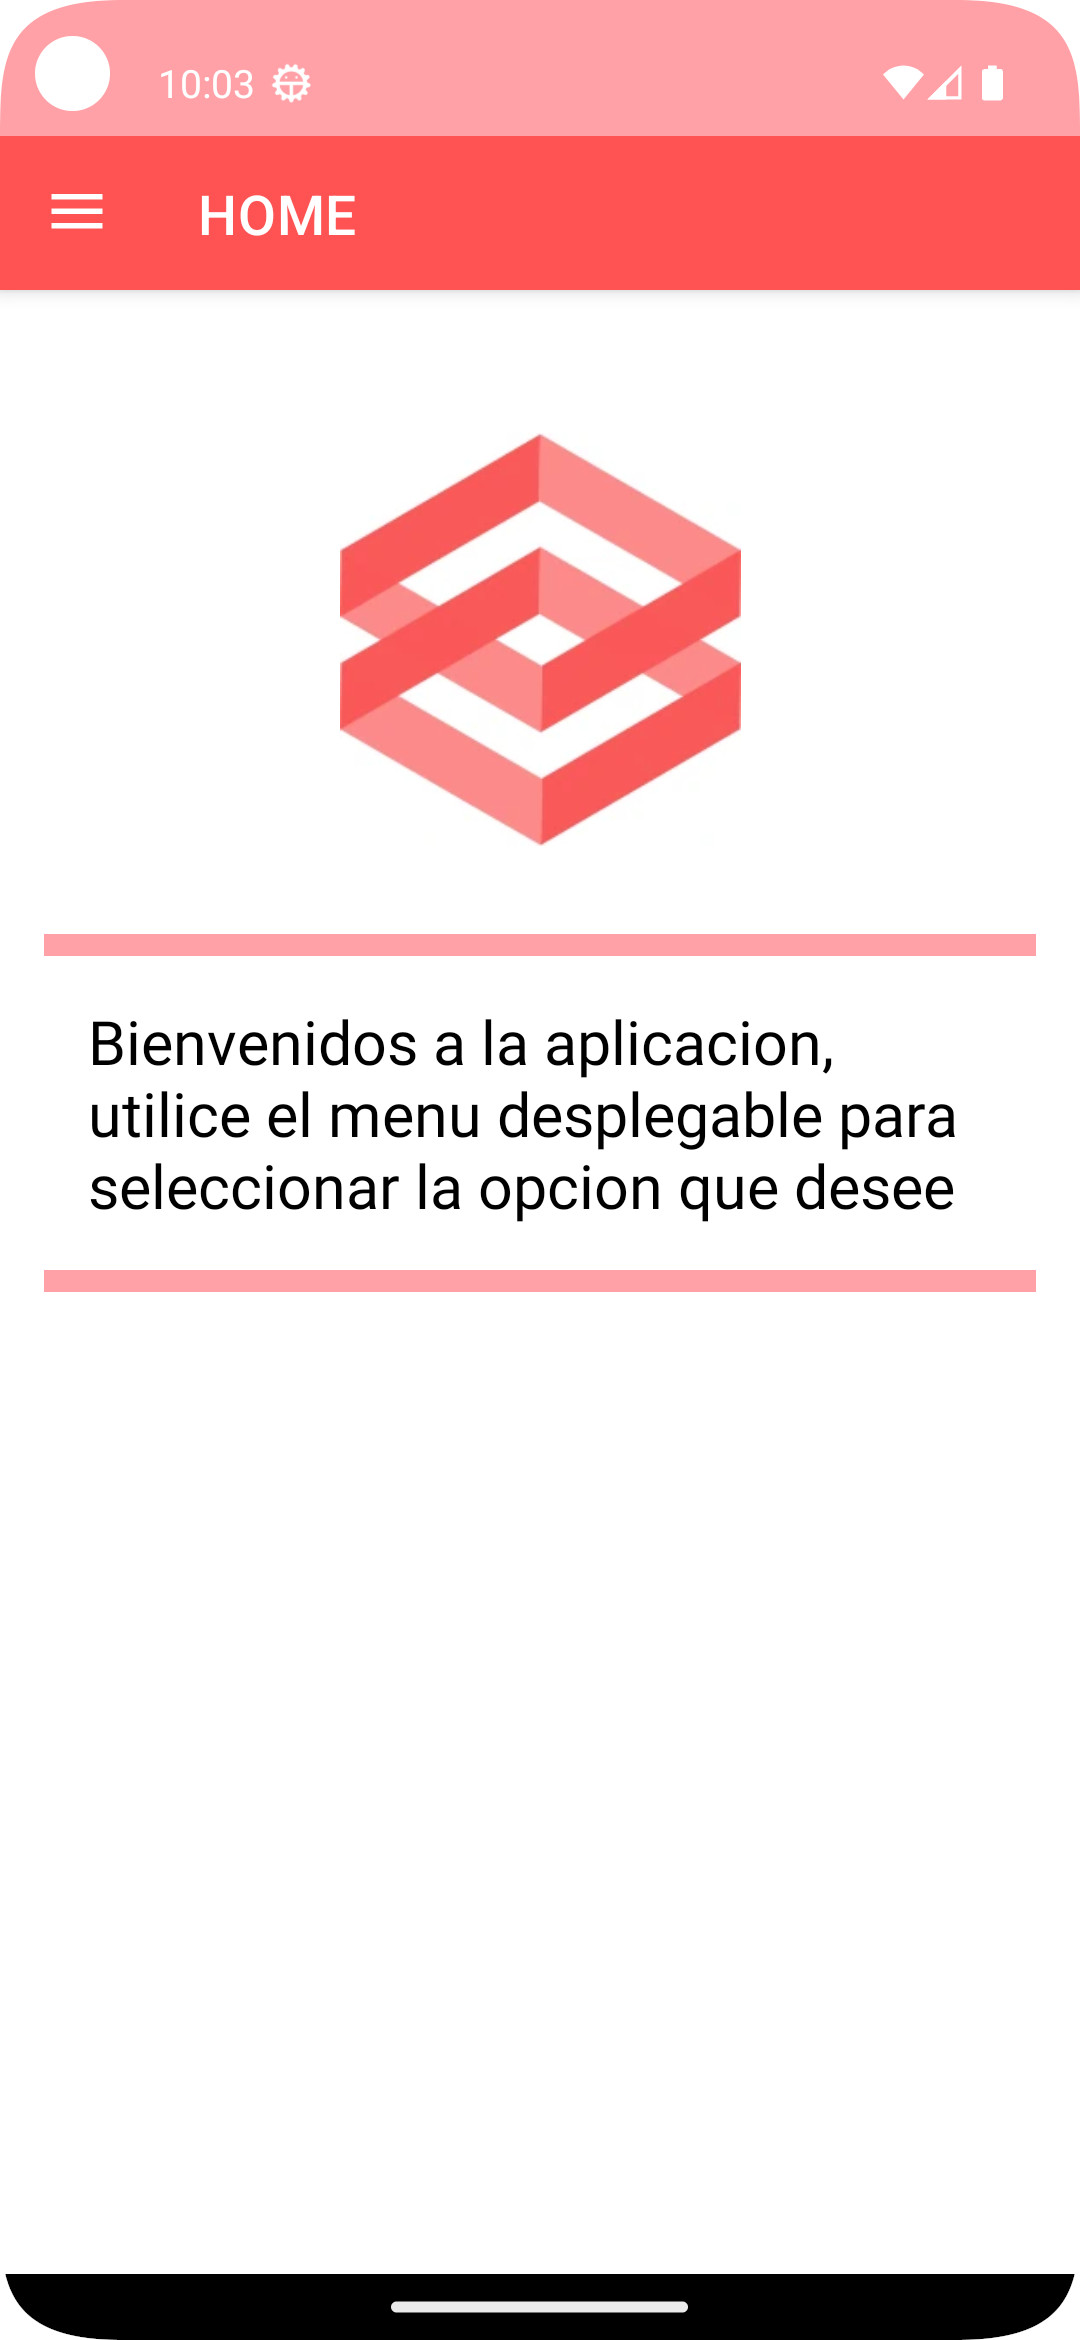 10:03
HOME
Bienvenidos a la aplicacion,
utilice el menu desplegable para
seleccionar la opcion que desee